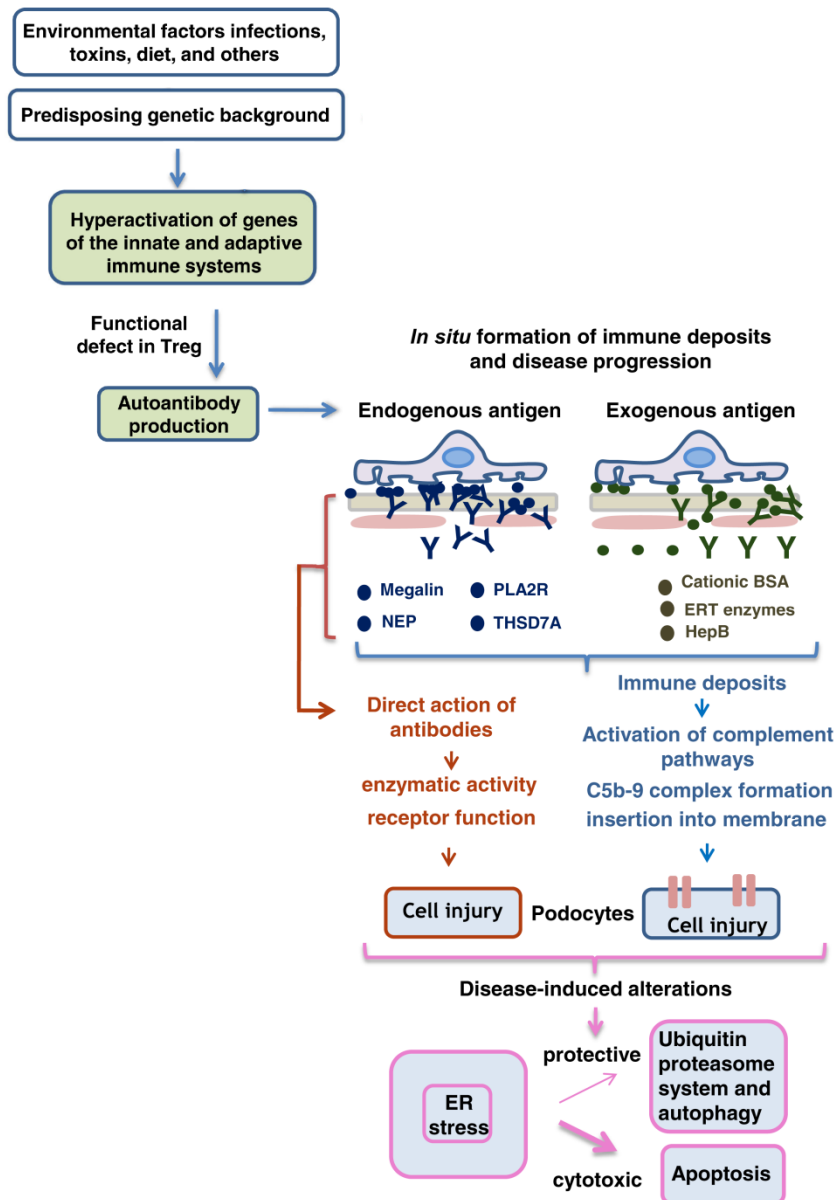 Environmental factors infections,
toxins, diet, and others
Predisposing genetic background
Hyperactivation of genes
of the innate and adaptive
immune systems
Functional
defect in Treg
Autoantibody
production
In situ formation of immune deposits
and disease progression
Endogenous antigen
Exogenous antigen
Megalin
PLA2R
NEP
THSD7A
Cationic BSA
ERT enzymes
HepB
Direct action of
antibodies
enzymatic activity
receptor function
Immune deposits
Activation of complement
pathways
C5b-9 complex formation
insertion into membrane
Cell injury
Podocytes
Cell injury
Disease-induced alterations
ER
stress
protective
Ubiquitin
proteasome
system and
autophagy
cytotoxic
Apoptosis